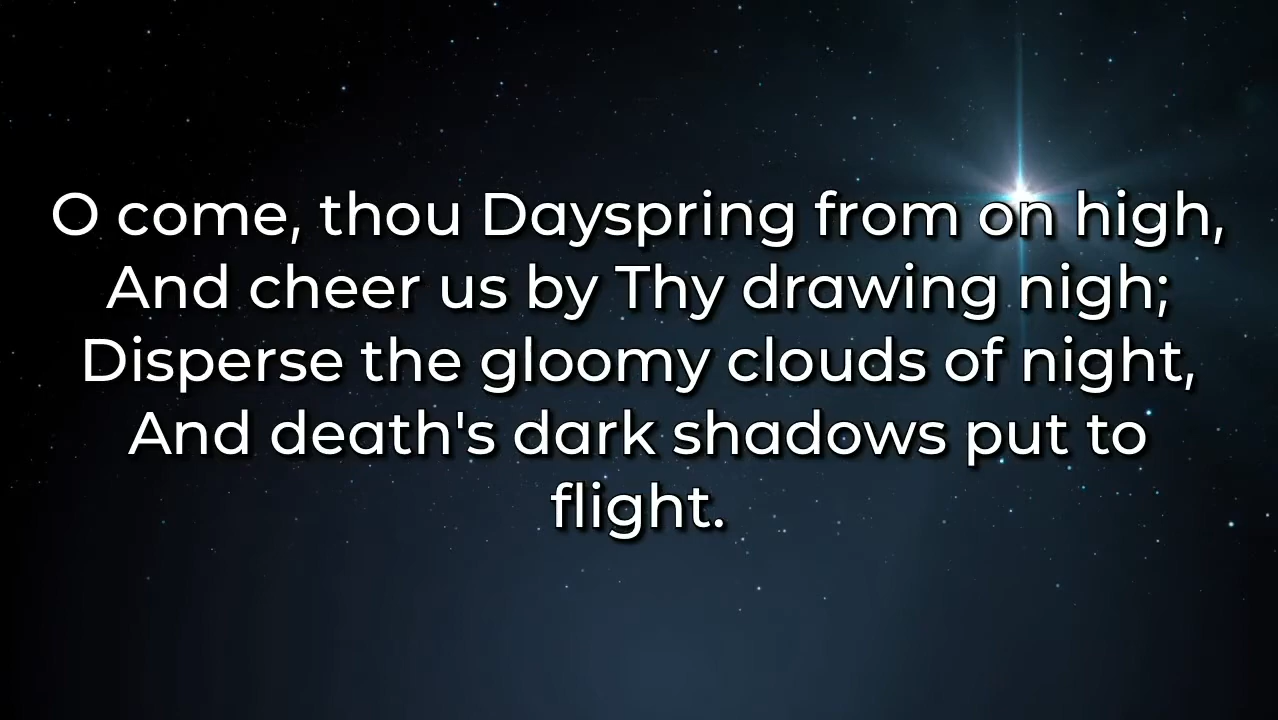 O come, thou Dayspring from on high,
And cheer us by Thy drawing nigh;
Disperse the gloomy clouds of night,
And death's dark shadows put to
flight.